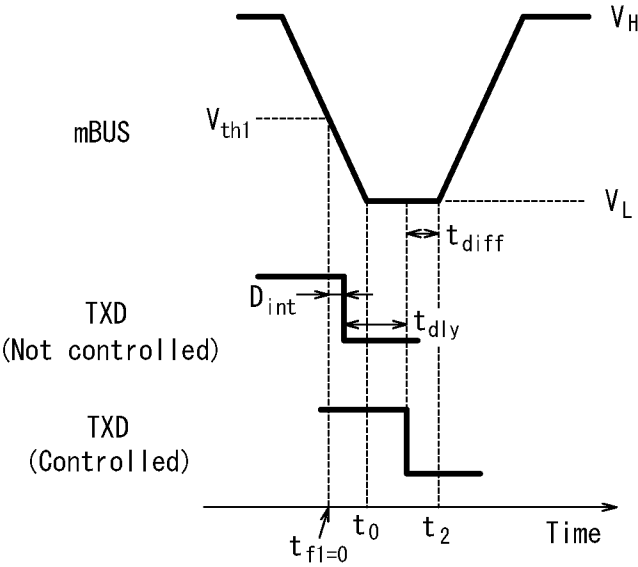 V_H
mBUS
V_th1
V_L
t_diff
D_int
TXD
(Not controlled)
t_dly
TXD
(Controlled)
t_f1=0
t_0
t_2
Time